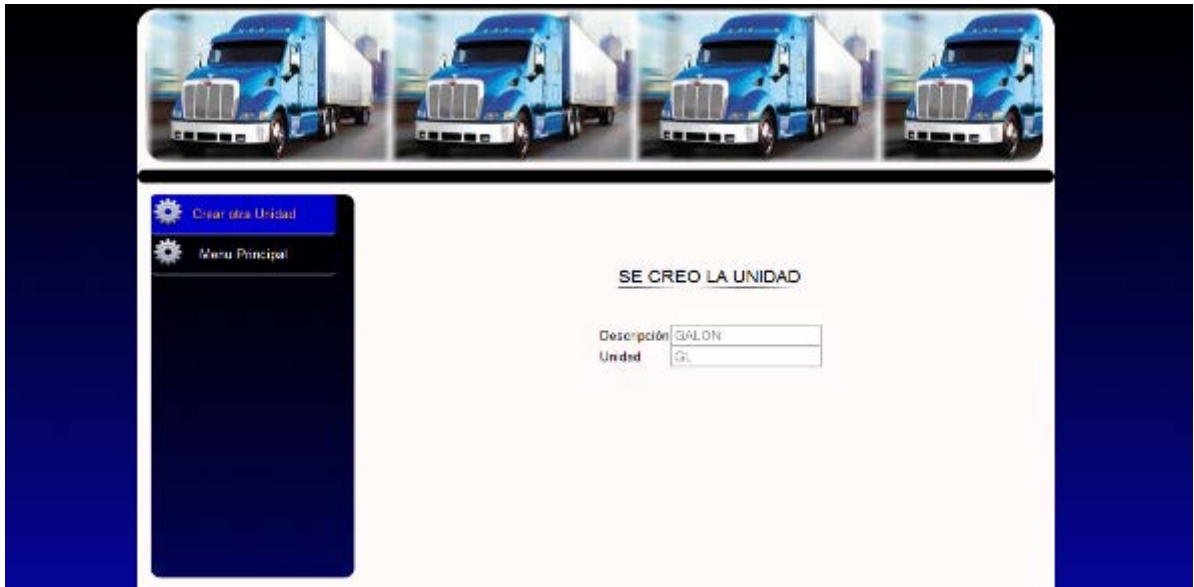 Crear otra Unidad
Menu Principal
SE CREO LA UNIDAD
Descripción GALON
Unidad GL